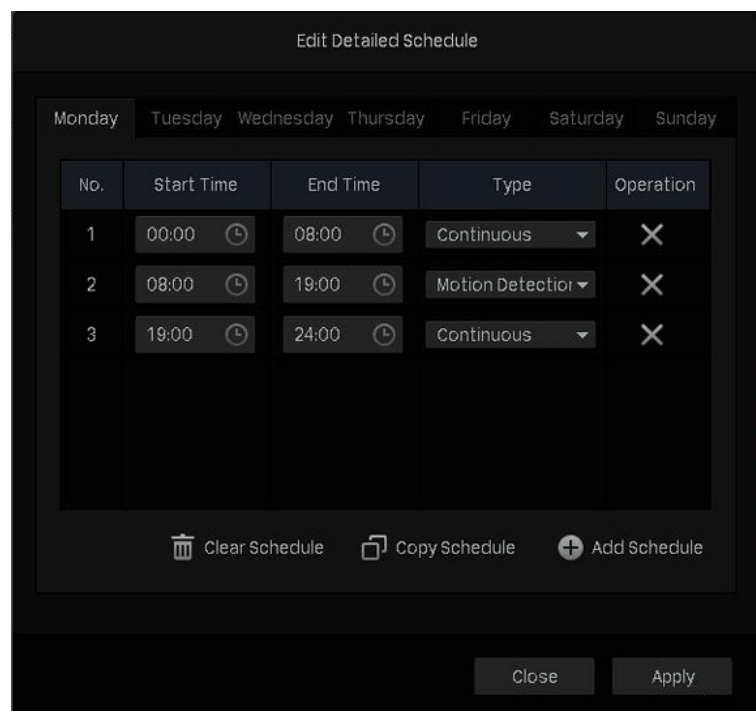 Edit Detailed Schedule
Monday Tuesday Wednesday Thursday Friday Saturday Sunday
No. Start Time End Time Type Operation
1 00:00 08:00 Continuous
2 08:00 19:00 Motion Detection
3 19:00 24:00 Continuous
Clear Schedule Copy Schedule Add Schedule
Close Apply